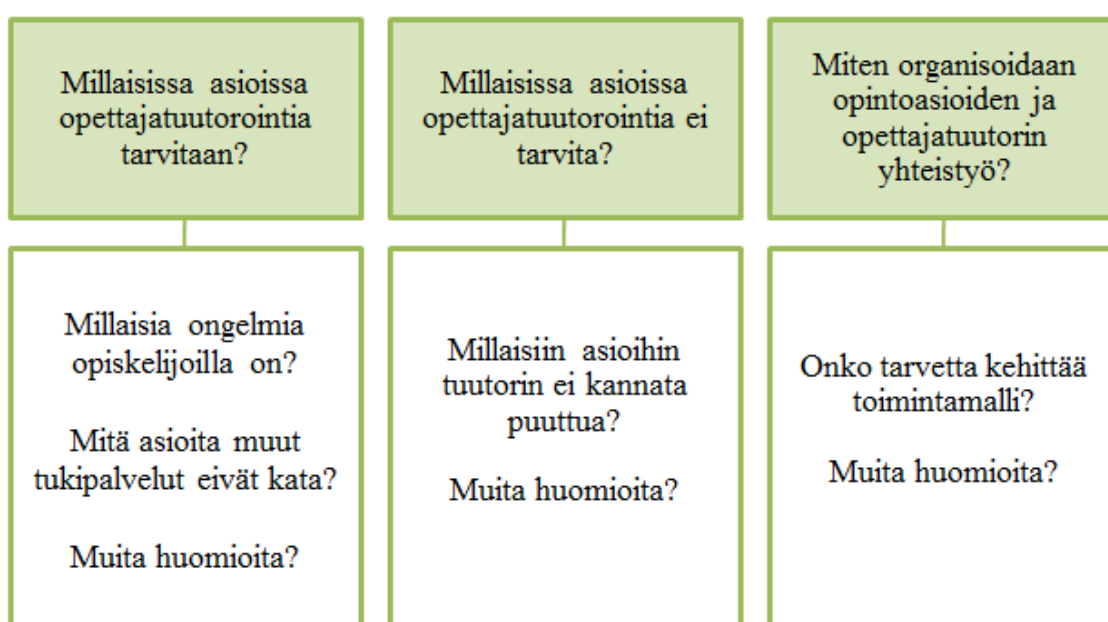 Millaisissa asioissa
opettajatuutorointia
tarvitaan?
Millaisia ongelmia
opiskelijoilla on?
Mitä asioita muut
tukipalvelut eivät kata?
Muita huomioita?
Millaisissa asioissa
opettajatuutorointia ei
tarvita?
Millaisiin asioihin
tuutorin ei kannata
puuttua?
Muita huomioita?
Miten organisoidaan
opintoasioiden ja
opettajatuutorin
yhteistyö?
Onko tarvetta kehittää
toimintamalli?
Muita huomioita?